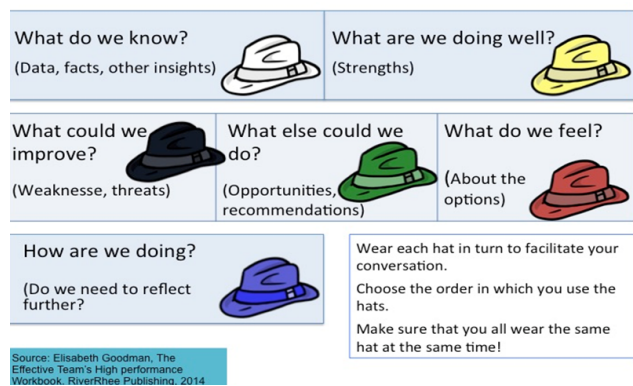 What do we know?
(Data, facts, other insights)
What are we doing well?
(Strengths)
What could we
improve?
(Weaknesse, threats)
What else could we
do?
(Opportunities,
recommendations)
What do we feel?
(About the
options)
How are we doing?
(Do we need to reflect
further?
Wear each hat in turn to facilitate your
conversation.
Choose the order in which you use the
hats.
Make sure that you all wear the same
hat at the same time!
Source: Elisabeth Goodman, The
Effective Team's High performance
Workbook, RiverRhee Publishing, 2014